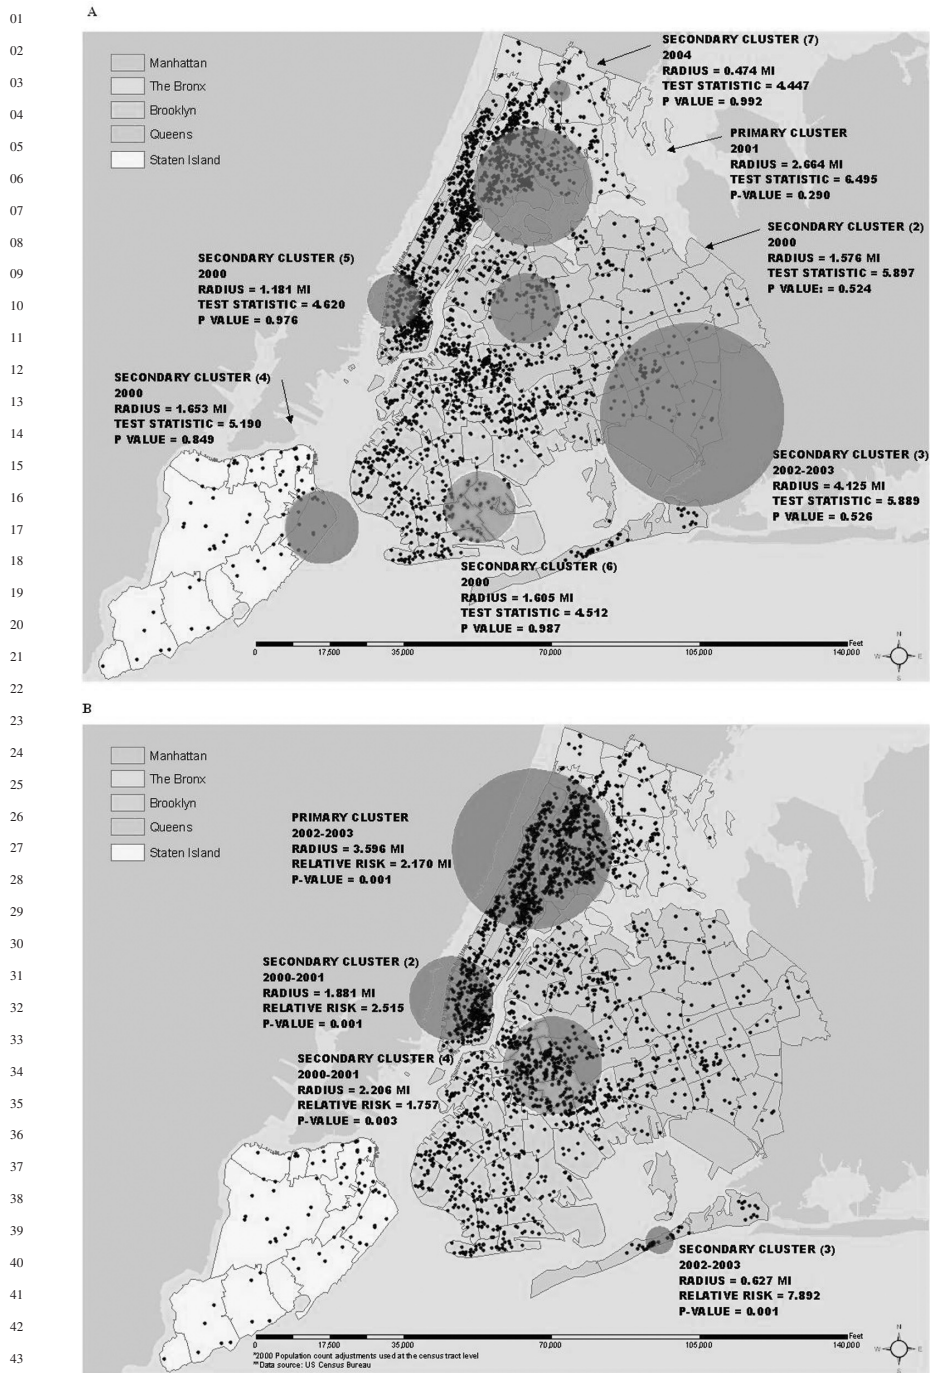 01
02
03
04
05
06
07
08
09
10
11
12
13
14
15
16
17
18
19
20
21
22
23
24
25
26
27
28
29
30
31
32
33
34
35
36
37
38
39
40
41
42
43
A
Manhattan
The Bronx
Brooklyn
Queens
Staten Island
SECONDARY CLUSTER (7)
2004
RADIUS = 0.474 MI
TEST STATISTIC = 4.447
P VALUE = 0.992
PRIMARY CLUSTER
2001
RADIUS = 2.664 MI
TEST STATISTIC = 6.495
P-VALUE = 0.290
SECONDARY CLUSTER (2)
2000
RADIUS = 1.576 MI
TEST STATISTIC = 5.897
P VALUE: = 0.524
SECONDARY CLUSTER (5)
2000
RADIUS = 1.181 MI
TEST STATISTIC = 4.620
P VALUE = 0.976
SECONDARY CLUSTER (4)
2000
RADIUS = 1.653 MI
TEST STATISTIC = 5.190
P VALUE = 0.849
SECONDARY CLUSTER (3)
2002-2003
RADIUS = 4.125 MI
TEST STATISTIC = 5.889
P VALUE = 0.526
SECONDARY CLUSTER (6)
2000
RADIUS = 1.605 MI
TEST STATISTIC = 4.512
P VALUE = 0.987
Feet
0 17,500 35,000 70,000 105,000 140,000
N
W E
S
B
Manhattan
The Bronx
Brooklyn
Queens
Staten Island
PRIMARY CLUSTER
2002-2003
RADIUS = 3.596 MI
RELATIVE RISK = 2.170 MI
P-VALUE = 0.001
SECONDARY CLUSTER (2)
2000-2001
RADIUS = 1.881 MI
RELATIVE RISK = 2.515
P-VALUE = 0.001
SECONDARY CLUSTER (4)
2000-2001
RADIUS = 2.206 MI
RELATIVE RISK = 1.757
P-VALUE = 0.003
SECONDARY CLUSTER (3)
2002-2003
RADIUS = 0.627 MI
RELATIVE RISK = 7.892
P-VALUE = 0.001
Feet
0 17,500 35,000 70,000 105,000 140,000
*2000 Population count adjustments used at the census tract level
**Data source: US Census Bureau
N
W E
S